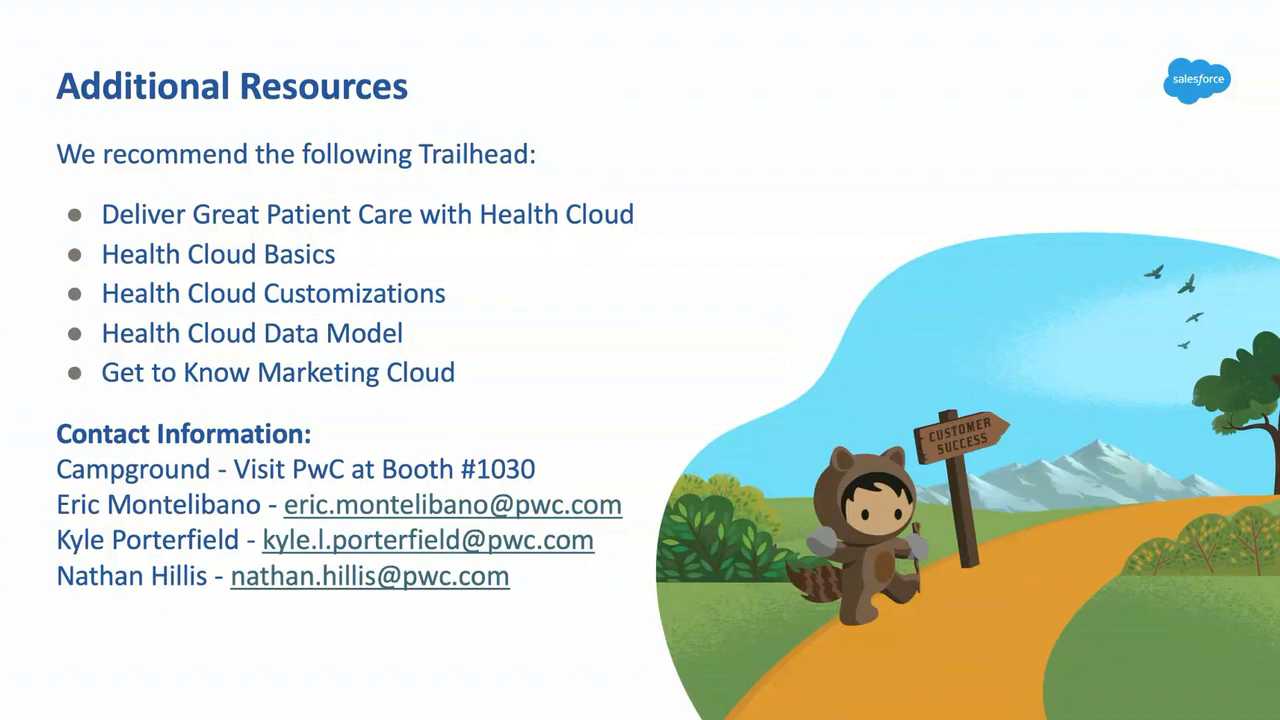 Additional Resources
salesforce
We recommend the following Trailhead:
● Deliver Great Patient Care with Health Cloud
● Health Cloud Basics
● Health Cloud Customizations
● Health Cloud Data Model
● Get to Know Marketing Cloud
Contact Information:
Campground - Visit PwC at Booth #1030
Eric Montelibano - eric.montelibano@pwc.com
Kyle Porterfield - kyle.l.porterfield@pwc.com
Nathan Hillis - nathan.hillis@pwc.com
CUSTOMER
SUCCESS